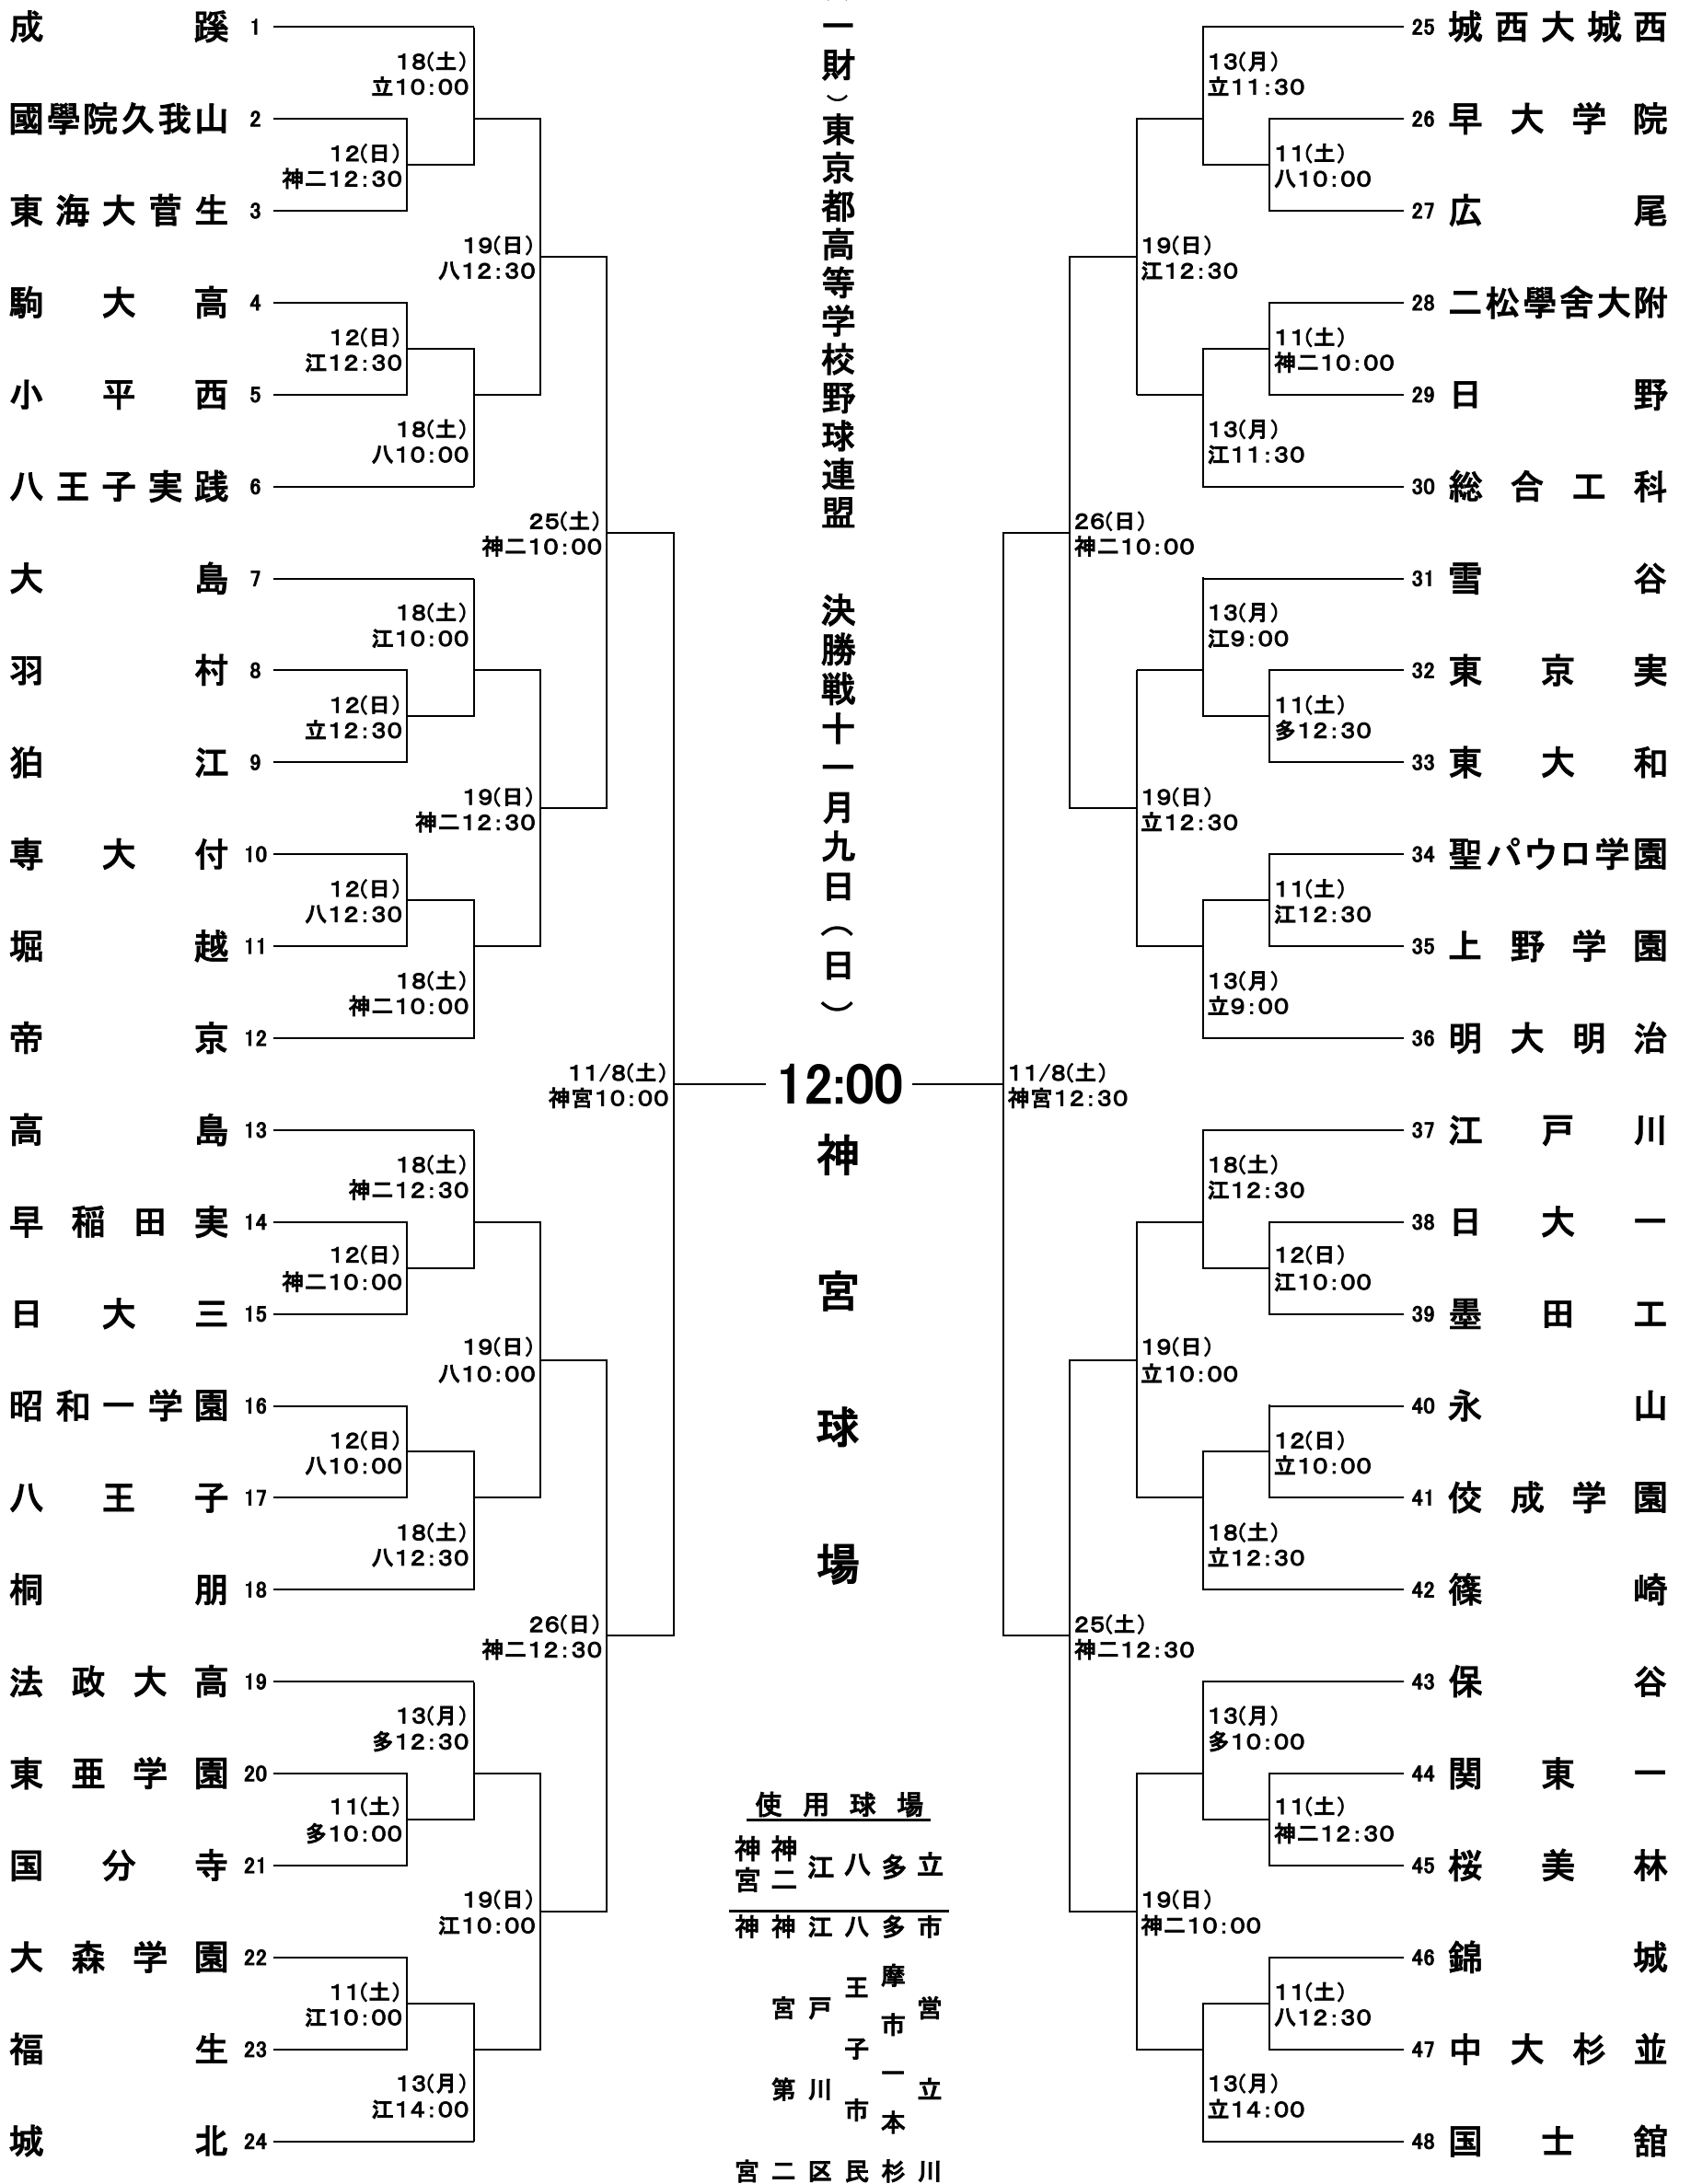 成蹊 1
18(土)
立10:00
國學院久我山 2
12(日)
神二12:30
東海大菅生 3
19(日)
八12:30
駒大高 4
12(日)
江12:30
小平西 5
18(土)
八10:00
八王子実践 6
25(土)
神二10:00
大島 7
18(土)
江10:00
羽村 8
12(日)
立12:30
狛江 9
19(日)
神二12:30
専大付 10
12(日)
八12:30
堀越 11
18(土)
神二10:00
帝京 12
11/8(土)
神宮10:00
高島 13
18(土)
神二12:30
早稲田実 14
12(日)
神二10:00
日大三 15
19(日)
八10:00
昭和一学園 16
12(日)
八10:00
八王子 17
18(土)
八12:30
桐朋 18
26(日)
神二12:30
法政大高 19
13(月)
多12:30
東亜学園 20
11(土)
多10:00
国分寺 21
19(日)
江10:00
大森学園 22
11(土)
江10:00
福生 23
13(月)
江14:00
城北 24
一財)東京都高等学校野球連盟 決勝戦十一月九日(日)
12:00
神宮球場
使用球場
神宮 神宮
神二 神宮第二
江 江戸川区
八 八王子市民
多 多摩市一本杉
立 市営立川
25 城西大城西
13(月)
立11:30
26 早大学院
11(土)
八10:00
27 広尾
19(日)
江12:30
28 二松學舎大附
11(土)
神二10:00
29 日野
13(月)
江11:30
30 総合工科
26(日)
神二10:00
31 雪谷
13(月)
江9:00
32 東京実
11(土)
多12:30
33 東大和
19(日)
立12:30
34 聖パウロ学園
11(土)
江12:30
35 上野学園
13(月)
立9:00
36 明大明治
11/8(土)
神宮12:30
37 江戸川
18(土)
江12:30
38 日大一
12(日)
江10:00
39 墨田工
19(日)
立10:00
40 永山
12(日)
立10:00
41 佼成学園
18(土)
立12:30
42 篠崎
25(土)
神二12:30
43 保谷
13(月)
多10:00
44 関東一
11(土)
神二12:30
45 桜美林
19(日)
神二10:00
46 錦城
11(土)
八12:30
47 中大杉並
13(月)
立14:00
48 国士舘